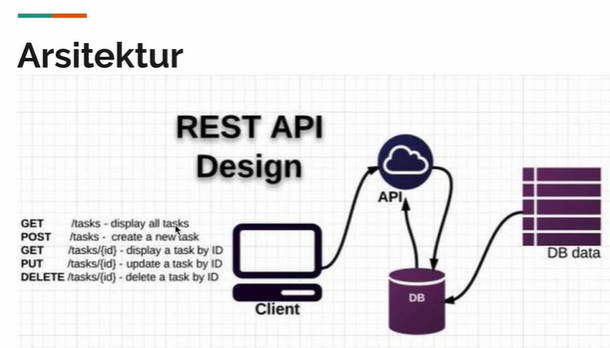 Arsitektur
REST API
Design
API
GET /tasks - display all tasks
POST /tasks - create a new task
GET /tasks/{id} - display a task by ID
PUT /tasks/{id} - update a task by ID
DELETE /tasks/{id} - delete a task by ID
Client
DB
DB data